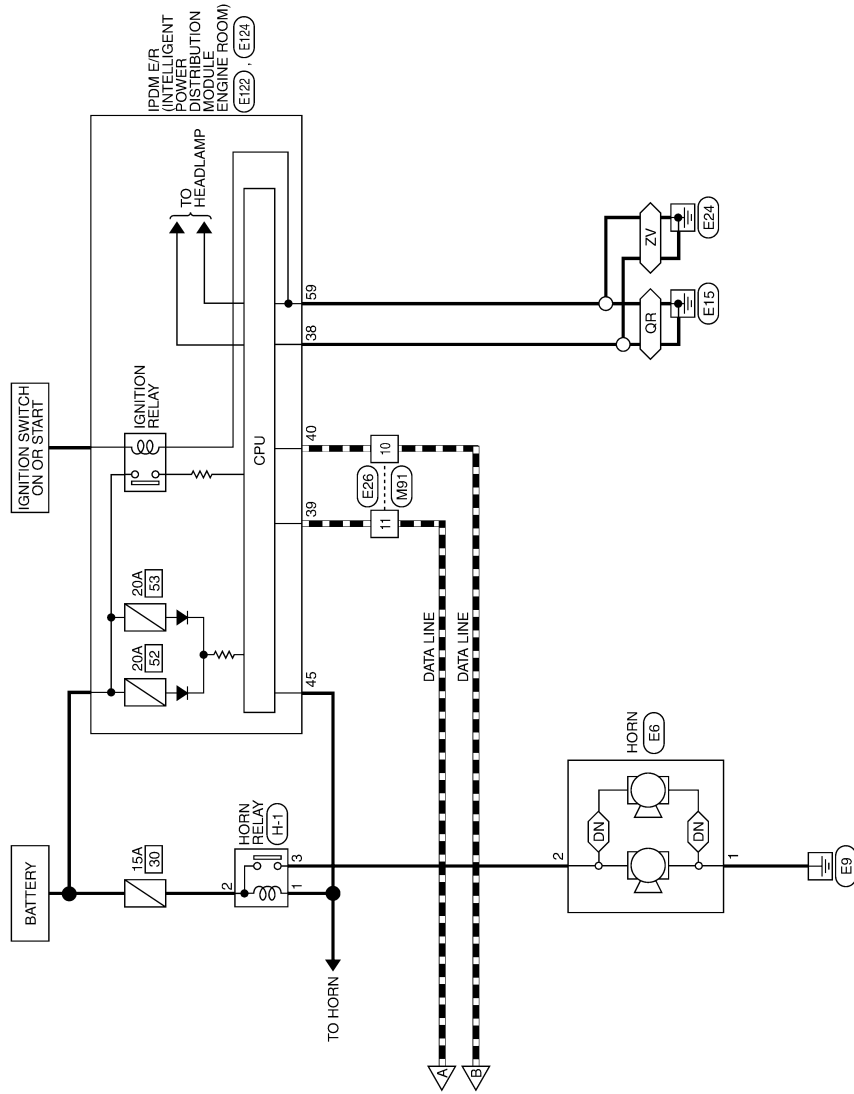 BATTERY
IGNITION SWITCH
ON OR START
15A
30
20A
52
20A
53
IGNITION
RELAY
TO
HEADLAMP
IPDM E/R
(INTELLIGENT
POWER
DISTRIBUTION
MODULE
ENGINE ROOM)
E122 , E124
HORN
RELAY
H-1
2
1
3
CPU
45
39
40
38
59
TO HORN
E26
M91
11
10
DATA LINE
DATA LINE
A
B
HORN
E6
2
DN
DN
1
E9
QR
ZV
E15
E24